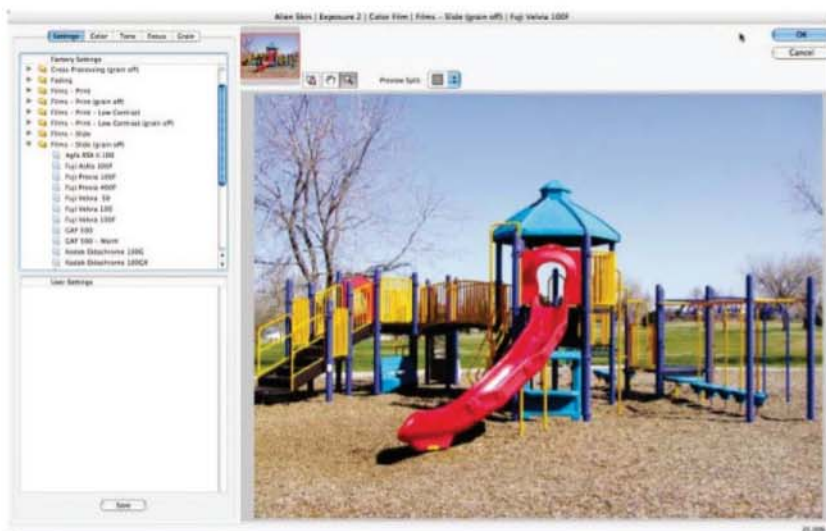 Alien Skin | Exposure 2 | Color Film | Films - Slide (grain off) | Fuji Velvia 100F
Settings Color Tone Focus Grain
Factory Settings
Cross Processing (grain off)
Fading
Films - Print
Films - Print (grain off)
Films - Print - Low Contrast
Films - Print - Low Contrast (grain off)
Films - Slide
Films - Slide (grain off)
Agfa RSX II 100
Fuji Astia 100F
Fuji Provia 100F
Fuji Provia 400F
Fuji Velvia 50
Fuji Velvia 100
Fuji Velvia 100F
GAF 500
GAF 500 - Warm
Kodak Ektachrome 100G
Kodak Ektachrome 100GX
User Settings
Save
Preview Split:
OK
Cancel